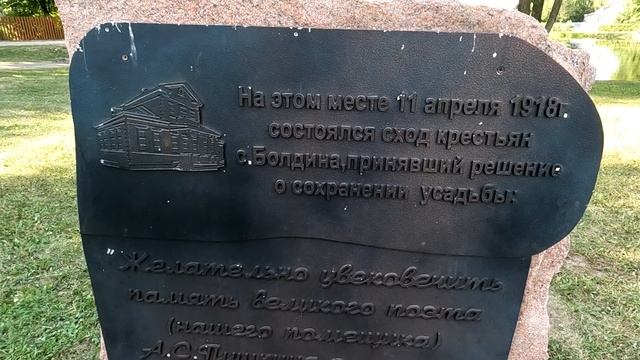 На этом месте 11 апреля 1918г.
состоялся сход крестьян
с.Болдина,принявший решение
о сохранении усадьбы:
"Желательно увековечить
память великого поэта
(нашего помещика)
А.С.Пушкина